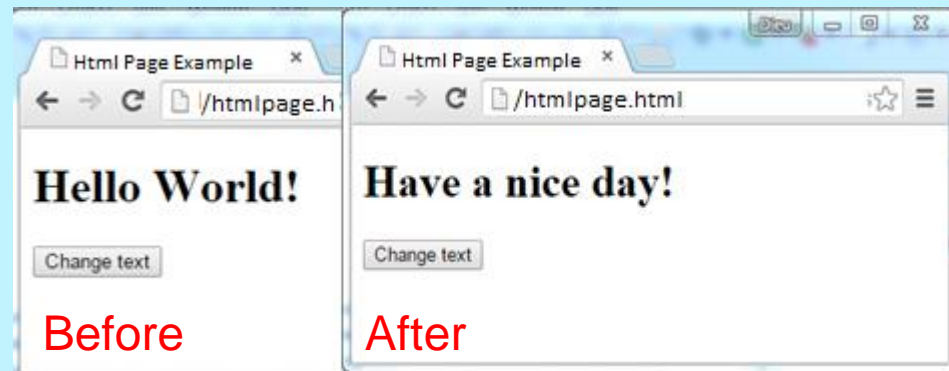 Html Page Example
/htmlpage.h
Hello World!
Change text
Before
Html Page Example
/htmlpage.html
Have a nice day!
Change text
After